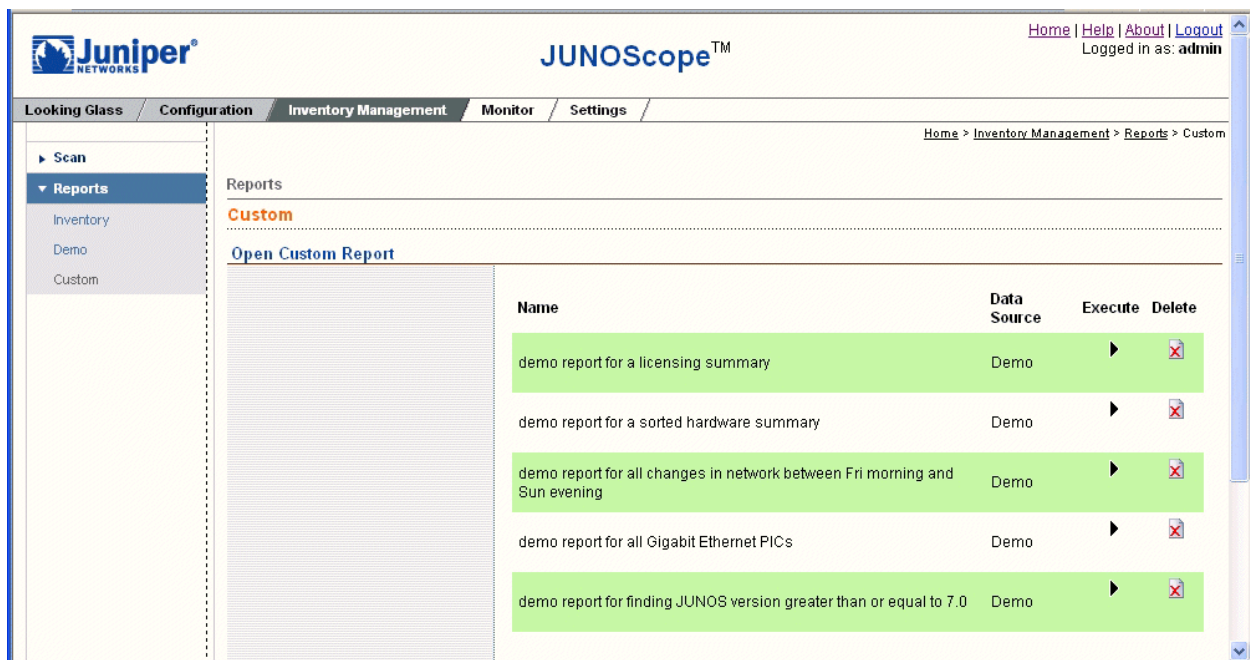 Juniper®
NETWORKS
JUNOScope™
Home | Help | About | Logout
Logged in as: admin
Looking Glass / Configuration / Inventory Management / Monitor / Settings /
Home > Inventory Management > Reports > Custom
Scan
Reports
Inventory
Demo
Custom
Reports
Custom
Open Custom Report
Name Data Source Execute Delete
demo report for a licensing summary Demo
demo report for a sorted hardware summary Demo
demo report for all changes in network between Fri morning and
Sun evening Demo
demo report for all Gigabit Ethernet PICs Demo
demo report for finding JUNOS version greater than or equal to 7.0 Demo